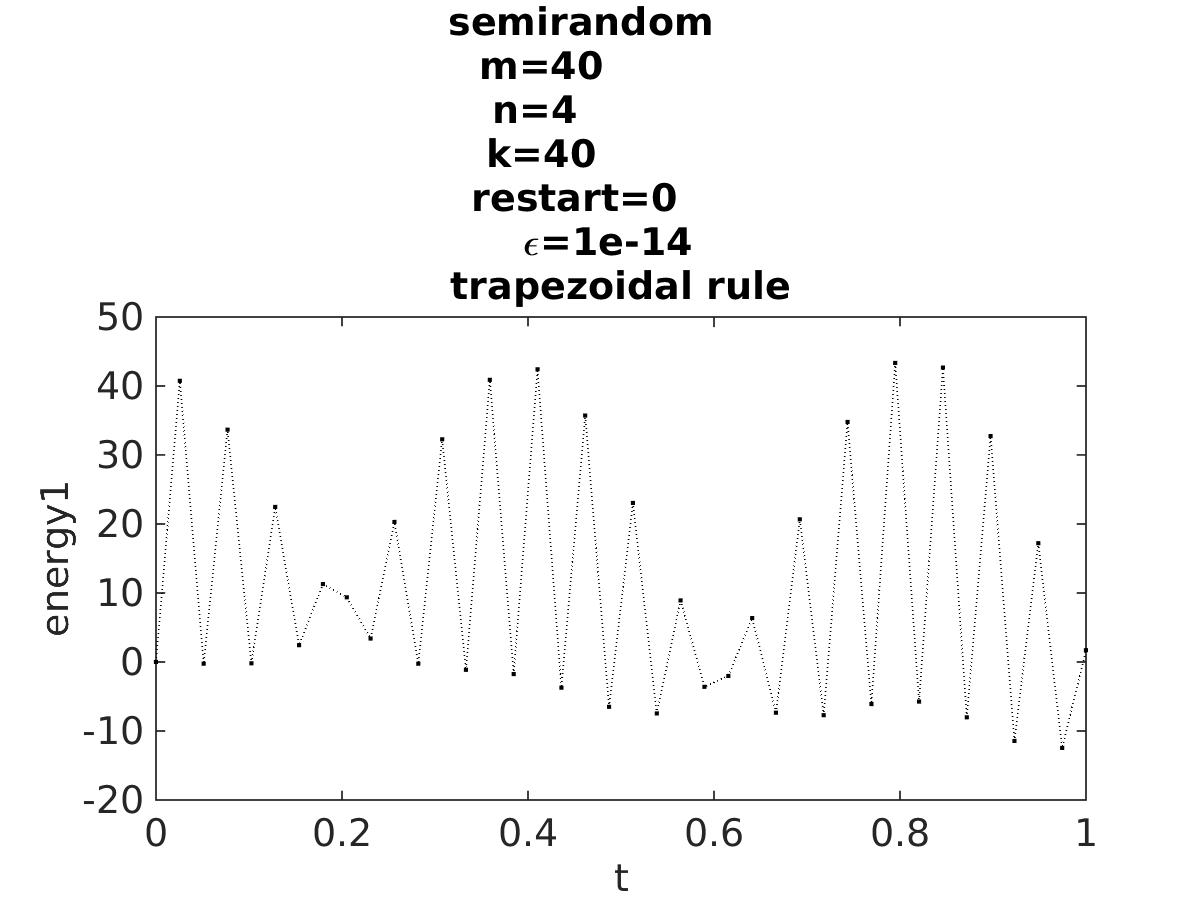 semirandom
m=40
n=4
k=40
restart=0
ϵ=1e-14
trapezoidal rule
50
40
30
20
10
0
-10
-20
energy1
0 0.2 0.4 0.6 0.8 1
t